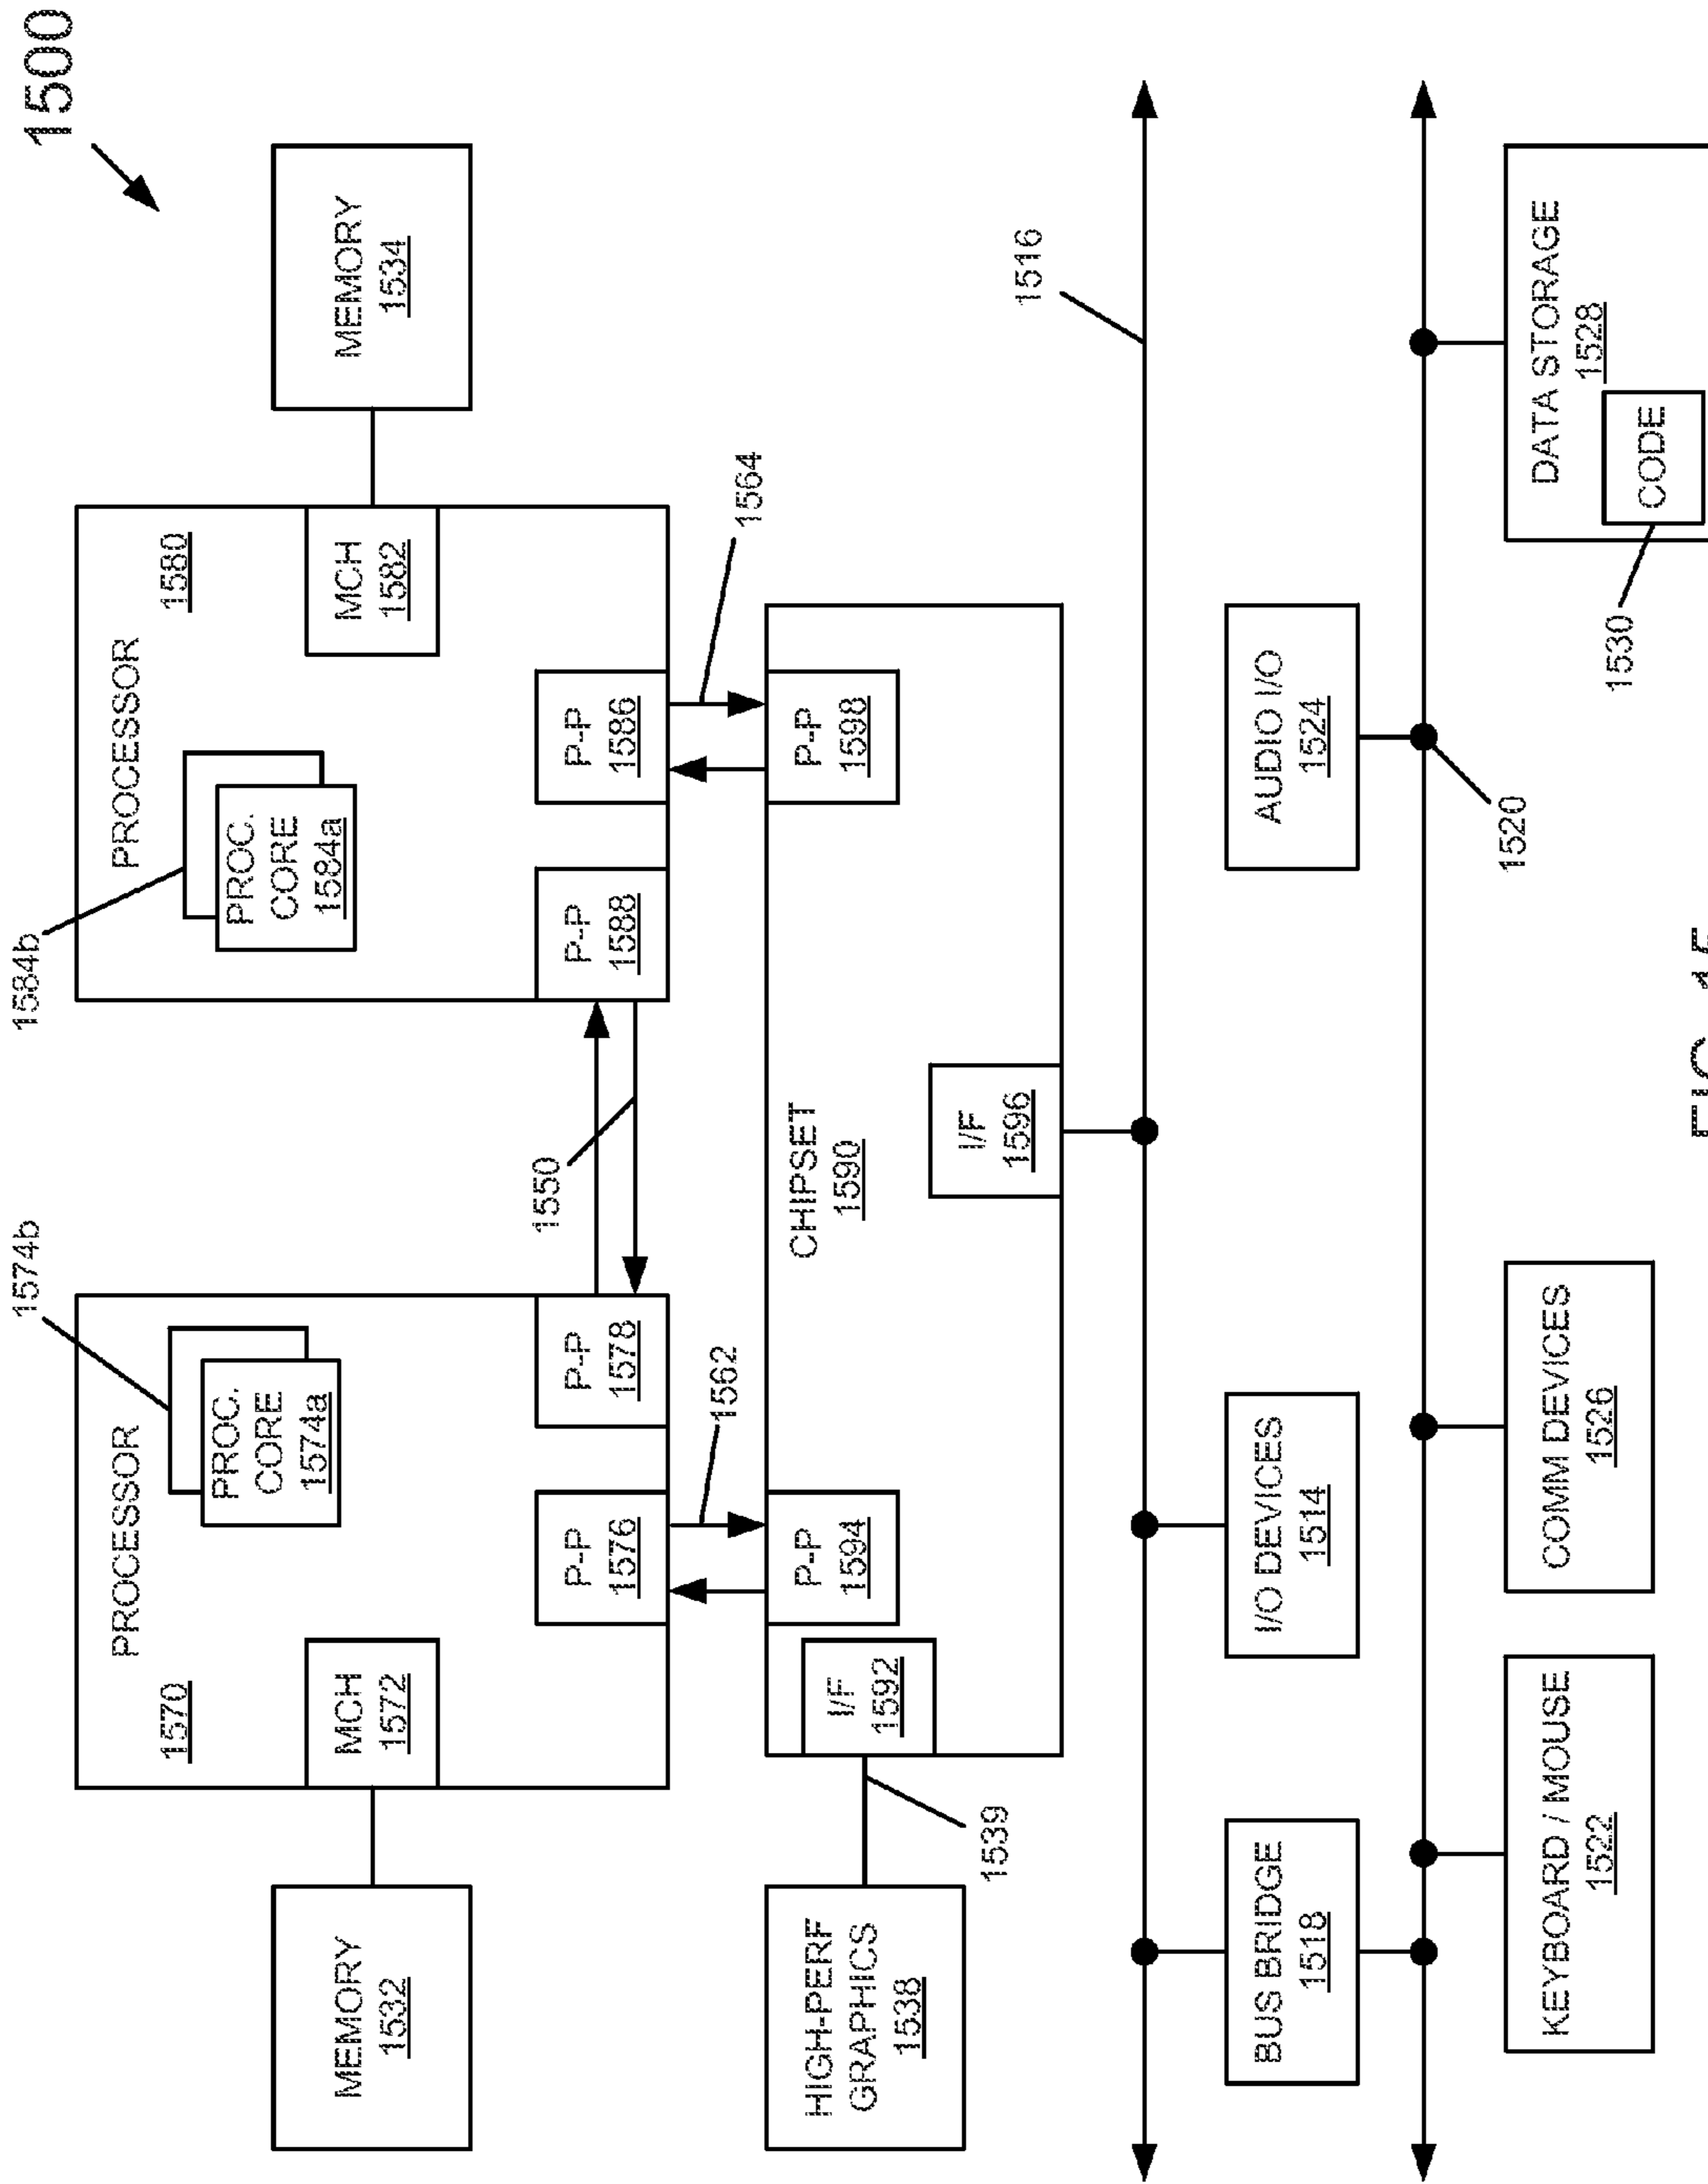 1500
1574b
1584b
PROCESSOR
1570
PROC.
CORE
1574a
MCH
1572
P-P
1576
P-P
1578
MEMORY
1532
1550
PROCESSOR
1580
PROC.
CORE
1584a
MCH
1582
P-P
1588
P-P
1586
MEMORY
1534
1562
1564
HIGH-PERF
GRAPHICS
1538
1539
I/F
1592
P-P
1594
CHIPSET
1590
P-P
1598
I/F
1596
1516
BUS BRIDGE
1518
I/O DEVICES
1514
AUDIO I/O
1524
1520
KEYBOARD / MOUSE
1522
COMM DEVICES
1526
DATA STORAGE
1528
CODE
1530